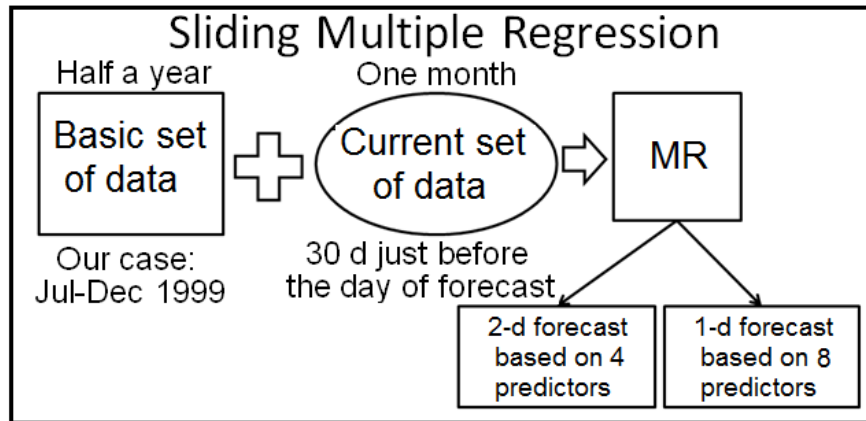 Sliding Multiple Regression
Half a year
Basic set
of data
Our case:
Jul-Dec 1999
One month
Current set
of data
30 d just before
the day of forecast
MR
2-d forecast
based on 4
predictors
1-d forecast
based on 8
predictors